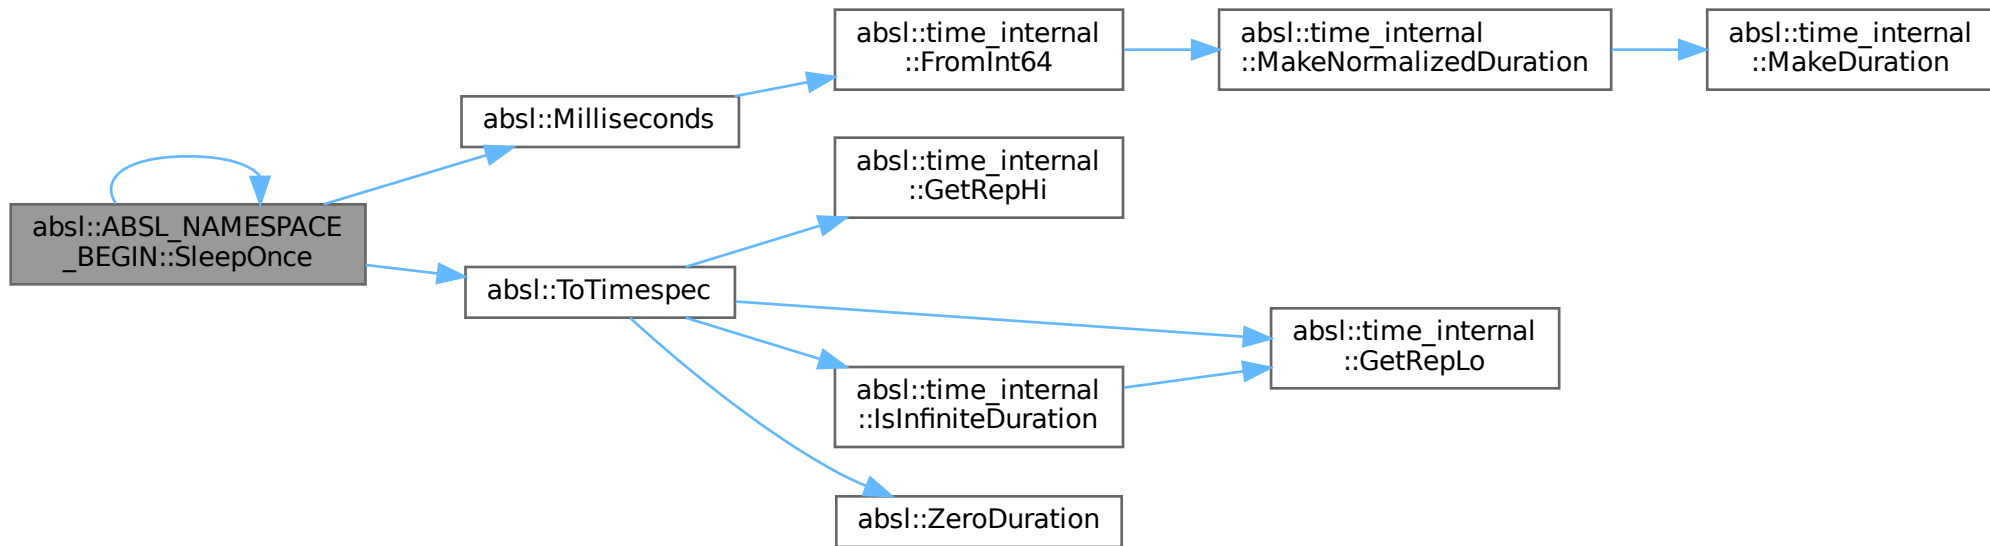 absl::ABSL_NAMESPACE
_BEGIN::SleepOnce
absl::Milliseconds
absl::time_internal
::FromInt64
absl::time_internal
::MakeNormalizedDuration
absl::time_internal
::MakeDuration
absl::ToTimespec
absl::time_internal
::GetRepHi
absl::time_internal
::GetRepLo
absl::time_internal
::IsInfiniteDuration
absl::ZeroDuration